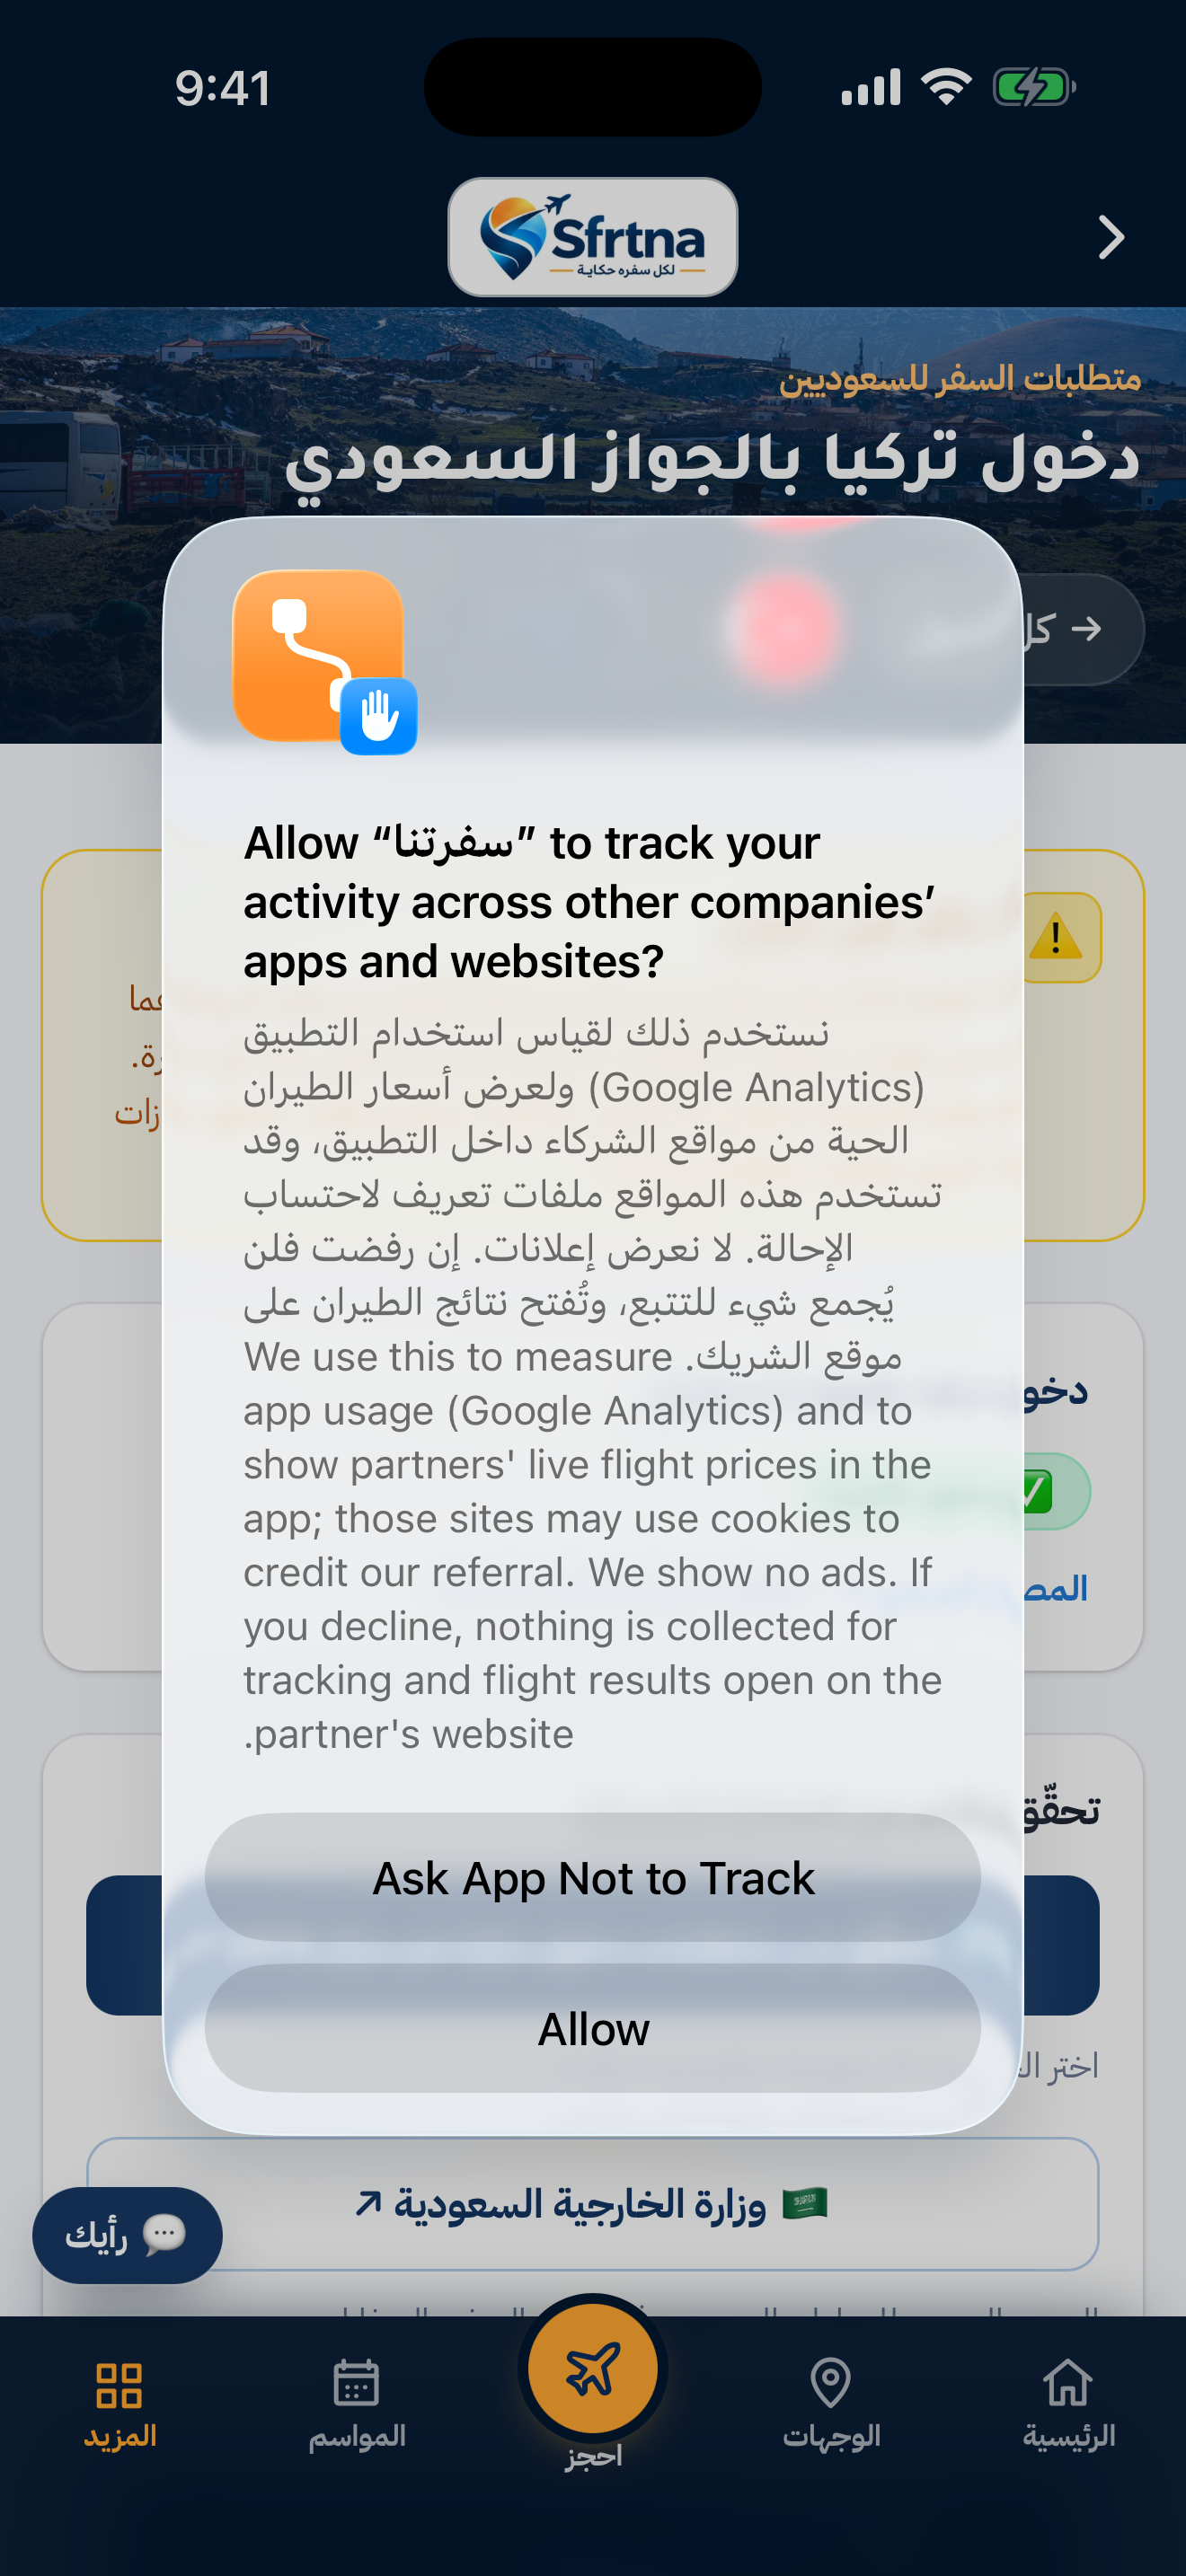 9:41
Sfrtna
لكل سفره حكاية
متطلبات السفر للسعوديين
دخول تركيا بالجواز السعودي
Allow “سفرتنا” to track your
activity across other companies’
apps and websites?
نستخدم ذلك لقياس استخدام التطبيق
(Google Analytics) ولعرض أسعار الطيران
الحية من مواقع الشركاء داخل التطبيق، وقد
تستخدم هذه المواقع ملفات تعريف لاحتساب
الإحالة. لا نعرض إعلانات. إن رفضت فلن
يُجمع شيء للتتبع، وتُفتح نتائج الطيران على
موقع الشريك. We use this to measure
app usage (Google Analytics) and to
show partners' live flight prices in the
app; those sites may use cookies to
credit our referral. We show no ads. If
you decline, nothing is collected for
tracking and flight results open on the
partner's website.
Ask App Not to Track
Allow
تحقّق
اختر
🇸🇦 وزارة الخارجية السعودية ↗
رأيك
الرئيسية
الوجهات
احجز
المواسم
المزيد